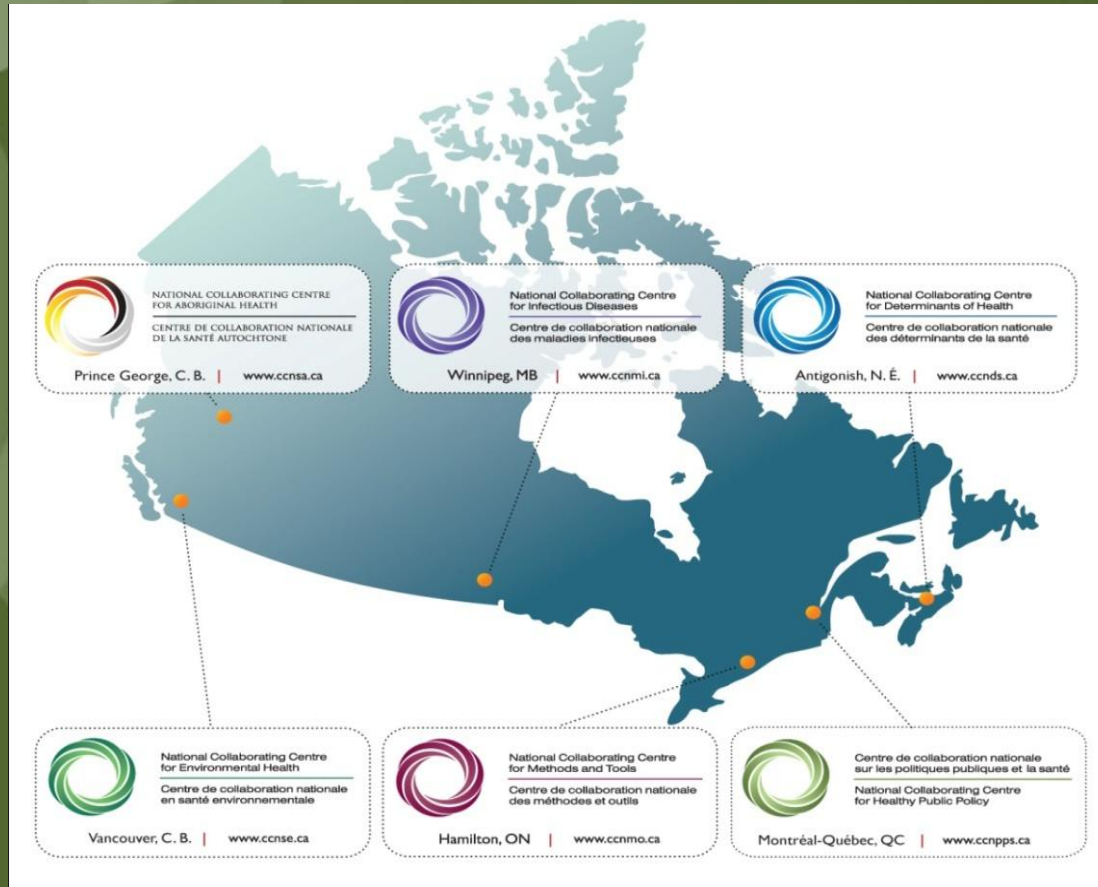 NATIONAL COLLABORATING CENTRE
FOR ABORIGINAL HEALTH
CENTRE DE COLLABORATION NATIONALE
DE LA SANTÉ AUTOCHTONE
Prince George, C. B. | www.ccnsa.ca
National Collaborating Centre
for Infectious Diseases
Centre de collaboration nationale
des maladies infectieuses
Winnipeg, MB | www.ccnmi.ca
National Collaborating Centre
for Determinants of Health
Centre de collaboration nationale
des déterminants de la santé
Antigonish, N. É. | www.ccnds.ca
National Collaborating Centre
for Environmental Health
Centre de collaboration nationale
en santé environnementale
Vancouver, C. B. | www.ccnse.ca
National Collaborating Centre
for Methods and Tools
Centre de collaboration nationale
des méthodes et outils
Hamilton, ON | www.ccnmo.ca
Centre de collaboration nationale
sur les politiques publiques et la santé
National Collaborating Centre
for Healthy Public Policy
Montréal-Québec, QC | www.ccnpps.ca